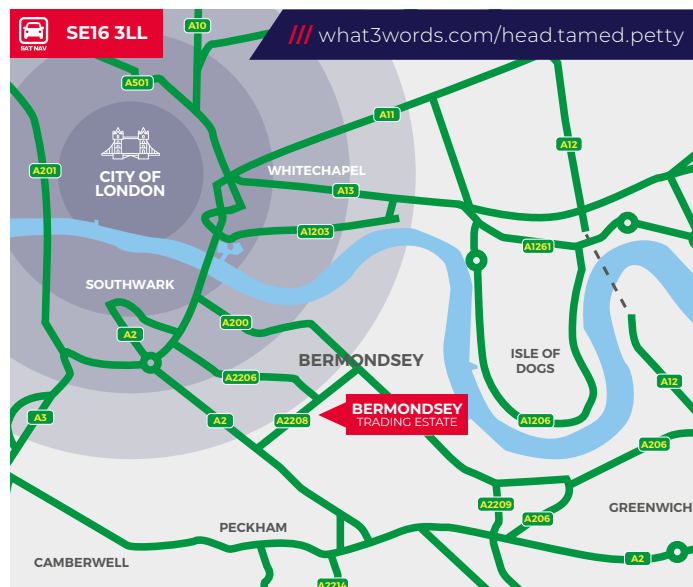 SAT NAV
SE16 3LL
/// what3words.com/head.tamed.petty
A10
A501
A11
A12
A201
CITY OF
LONDON
WHITECHAPEL
A13
A1203
A1261
SOUTHWARK
A200
A2
BERMONDSEY
ISLE OF
DOGS
A2206
A12
BERMONDSEY
TRADING ESTATE
A3
A2
A2208
A1206
A206
A2209
A206
GREENWICH
PECKHAM
A2
CAMBERWELL
A2214